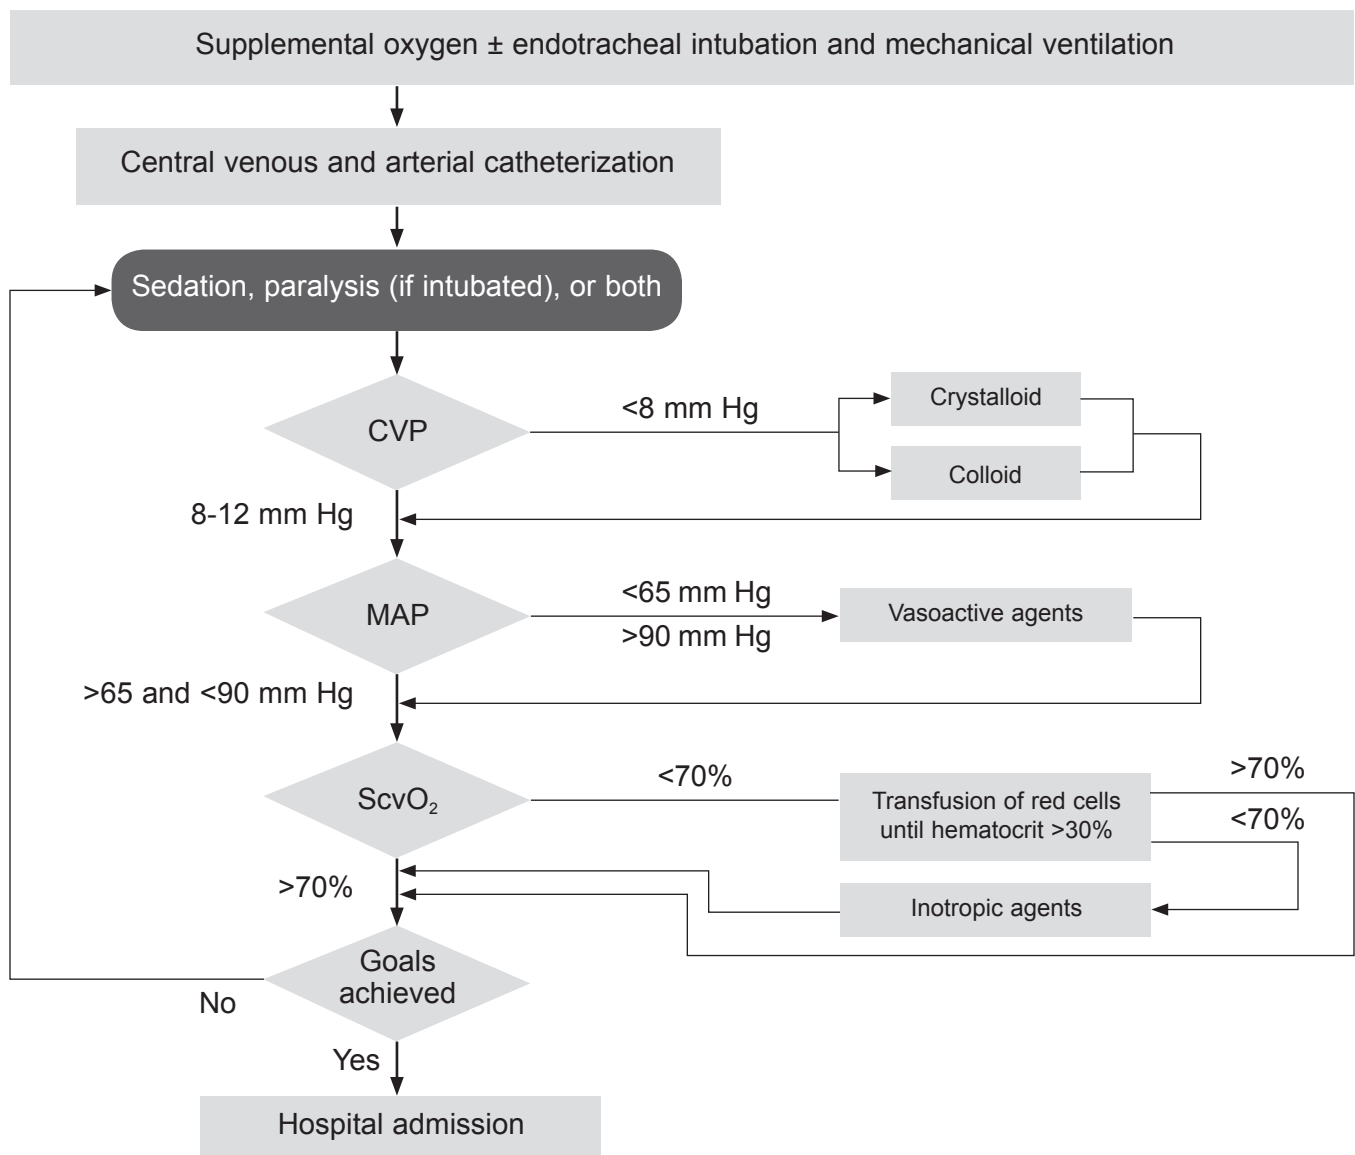 Supplemental oxygen ± endotracheal intubation and mechanical ventilation
Central venous and arterial catheterization
Sedation, paralysis (if intubated), or both
CVP
<8 mm Hg
Crystalloid
Colloid
8-12 mm Hg
MAP
<65 mm Hg
>90 mm Hg
Vasoactive agents
>65 and <90 mm Hg
ScvO₂
<70%
Transfusion of red cells
until hematocrit >30%
>70%
<70%
>70%
Inotropic agents
Goals
achieved
No
Yes
Hospital admission